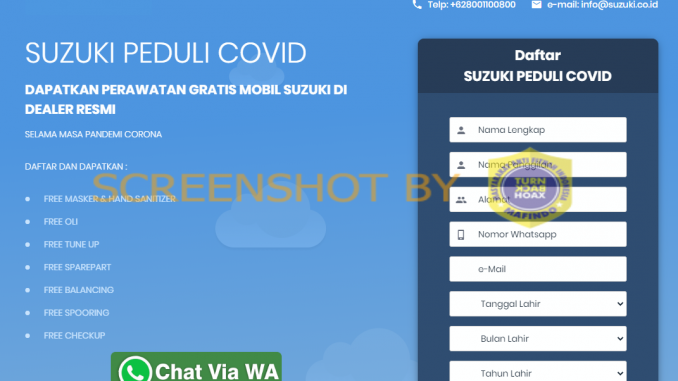 Telp: +628001100800
e-mail: info@suzuki.co.id
SUZUKI PEDULI COVID
DAPATKAN PERAWATAN GRATIS MOBIL SUZUKI DI
DEALER RESMI
SELAMA MASA PANDEMI CORONA
DAFTAR DAN DAPATKAN :
FREE MASKER & HAND SANITIZER
FREE OLI
FREE TUNE UP
FREE SPAREPART
FREE BALANCING
FREE SPOORING
FREE CHECKUP
Chat Via WA
Daftar
SUZUKI PEDULI COVID
Nama Lengkap
Nama
Alamat
Nomor Whatsapp
e-Mail
Tanggal Lahir
Bulan Lahir
Tahun Lahir
SCREENSHOT BY
TURN
BACK
HOAX
MAFINDO